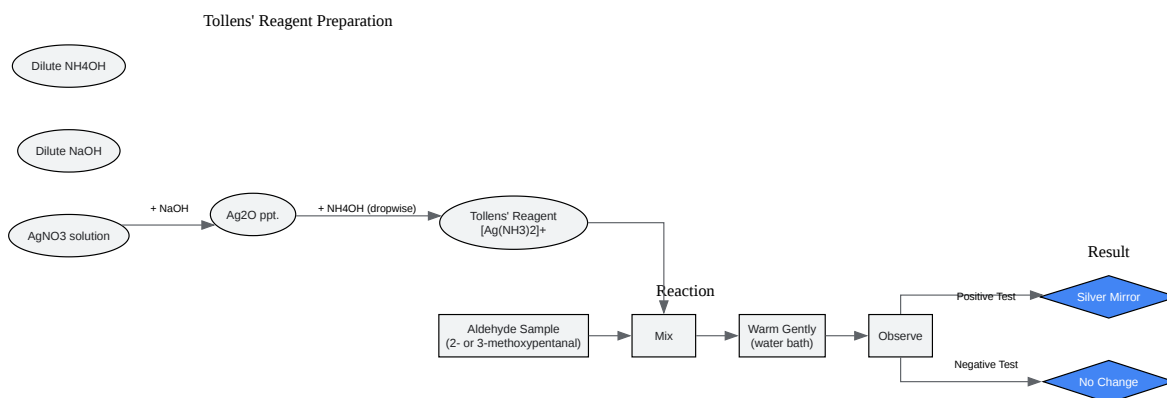 Tollens' Reagent Preparation
Dilute NH4OH
Dilute NaOH
AgNO3 solution
+ NaOH
Ag2O ppt.
+ NH4OH (dropwise)
Tollens' Reagent
[Ag(NH3)2]+
Reaction
Aldehyde Sample
(2- or 3-methoxypentanal)
Mix
Warm Gently
(water bath)
Observe
Result
Positive Test
Silver Mirror
Negative Test
No Change